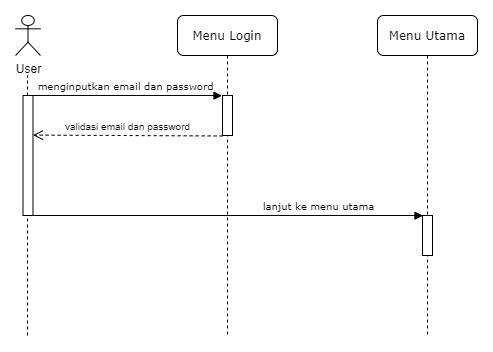 Menu Login
Menu Utama
User
menginputkan email dan password
validasi email dan password
lanjut ke menu utama